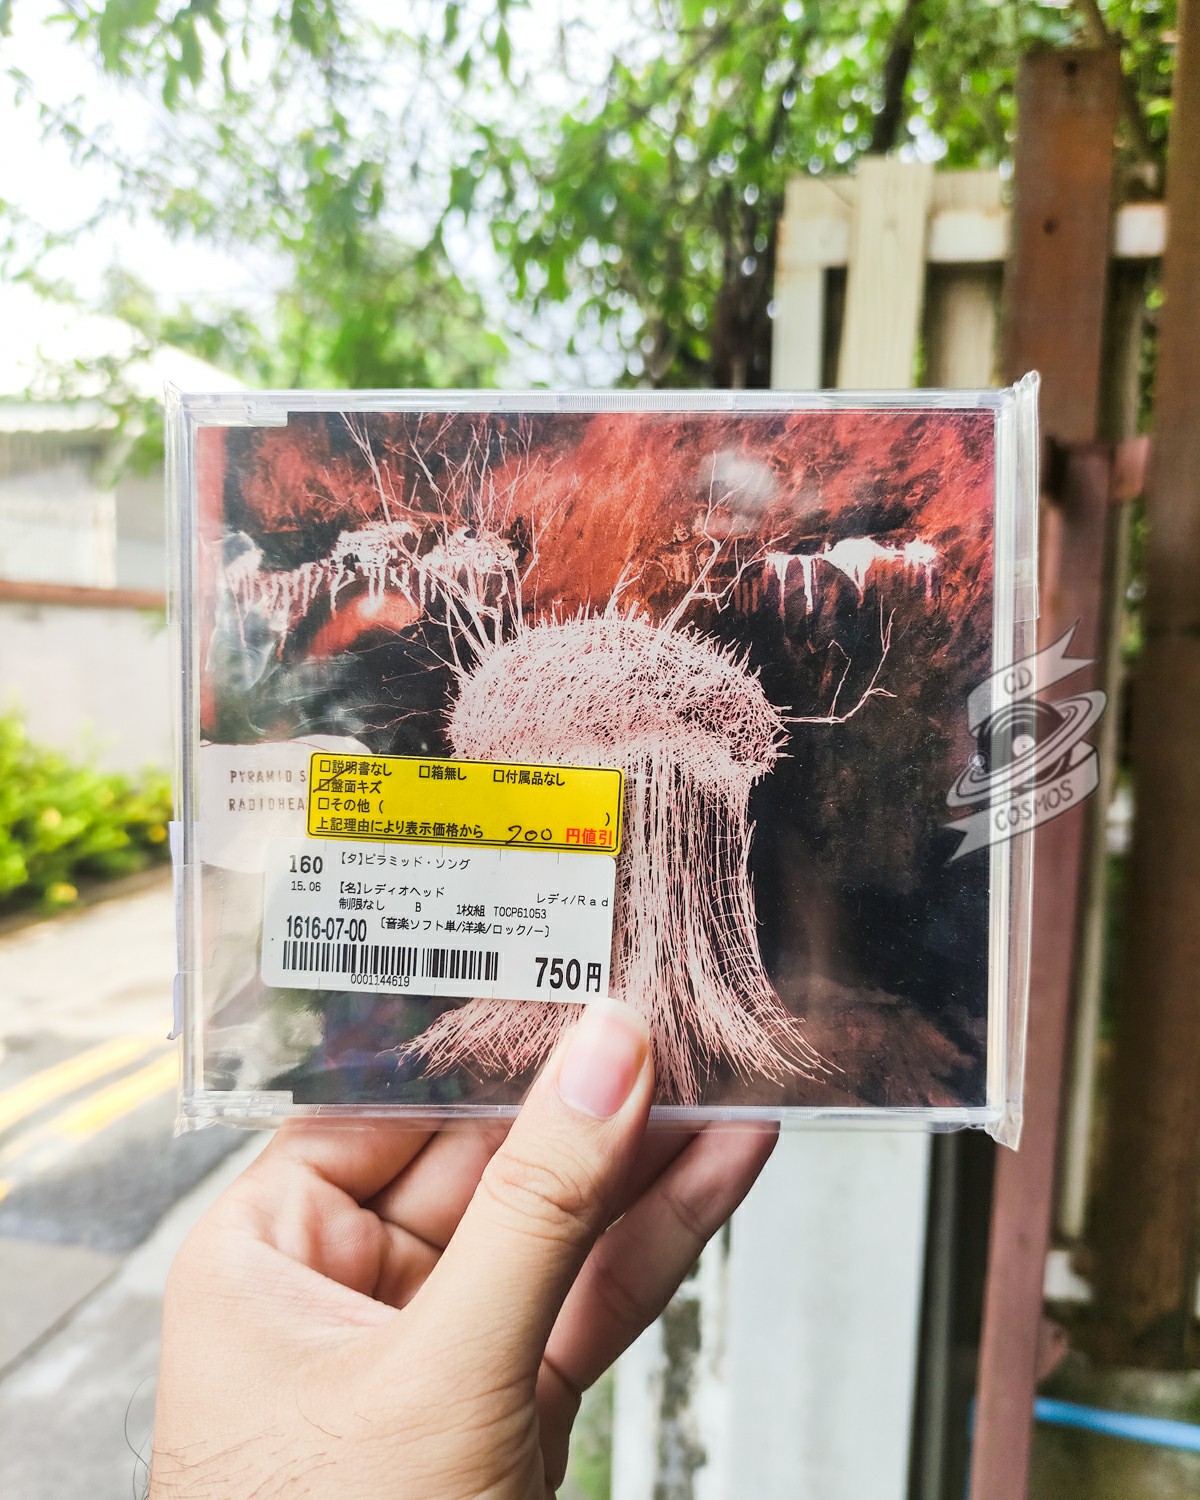 PYRAMID S
RADIOHEA
□説明書なし □箱無し □付属品なし
☑盤面キズ
□その他 ( )
上記理由により表示価格から 200 円値引
160 【タ】ピラミッド・ソング
15.06 【名】レディオヘッド レディ/Rad
制限なし B 1枚組 TOCP61053
1616-07-00 〔音楽ソフト単/洋楽/ロック/ー〕
0001144619
750円
CD
COSMOS